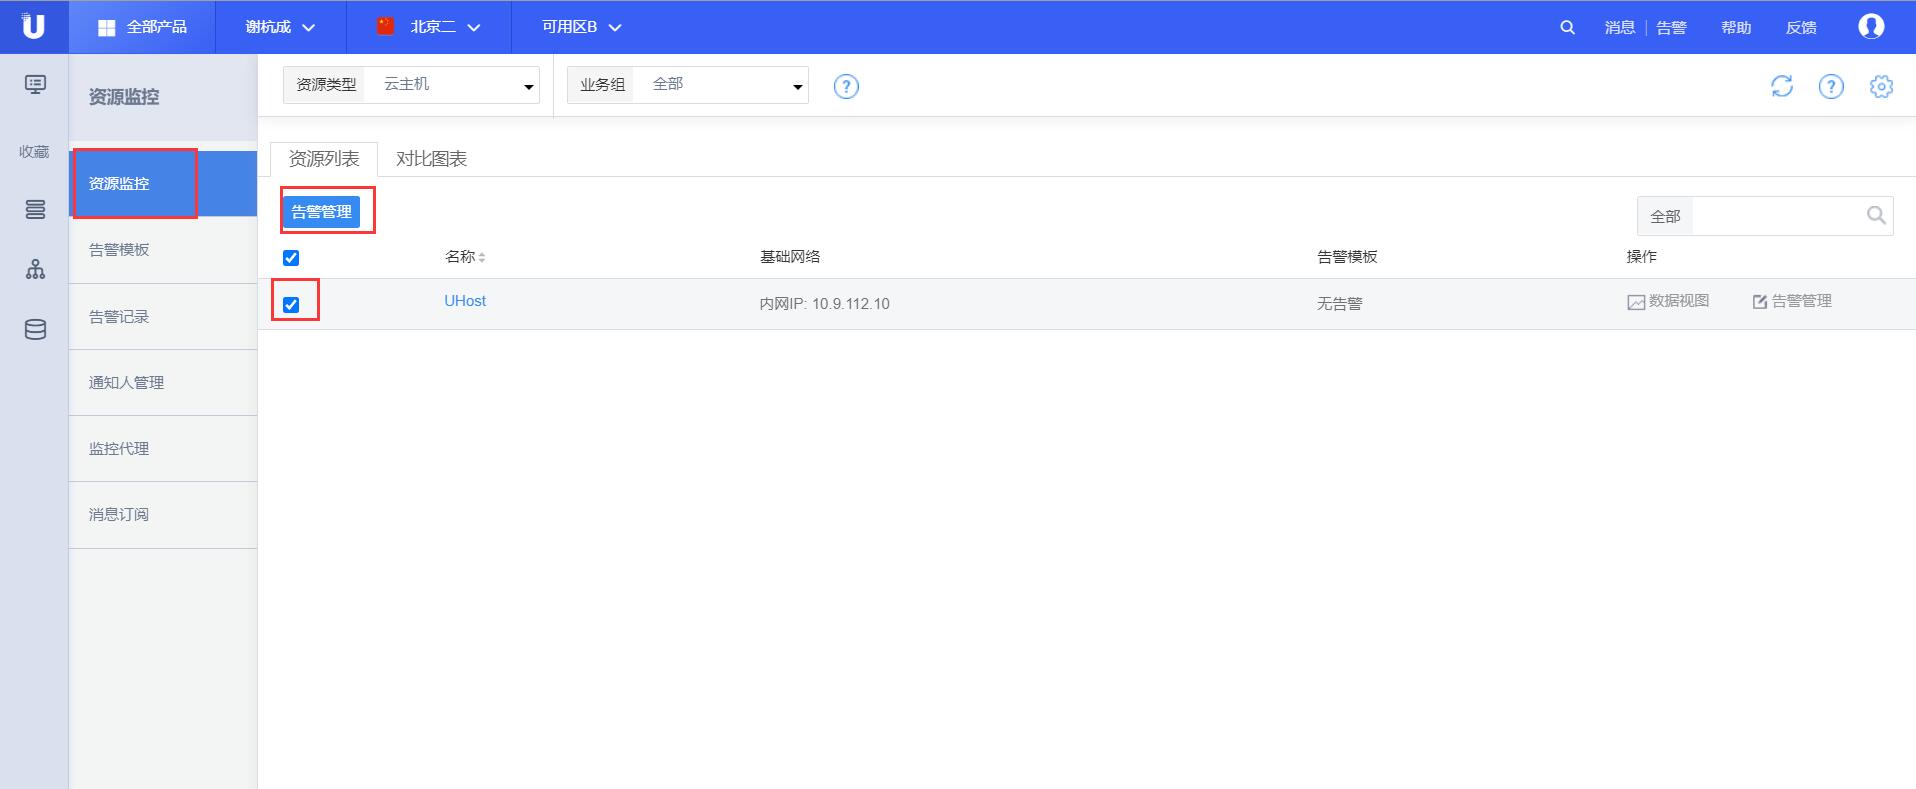 U 全部产品 谢杭成 北京二 可用区B 消息 告警 帮助 反馈
资源监控 资源类型 云主机 业务组 全部 ? ?
收藏 资源列表 对比图表
资源监控 告警管理 全部
告警模板 名称 基础网络 告警模板 操作
UHost 内网IP: 10.9.112.10 无告警 数据视图 告警管理
告警记录
通知人管理
监控代理
消息订阅